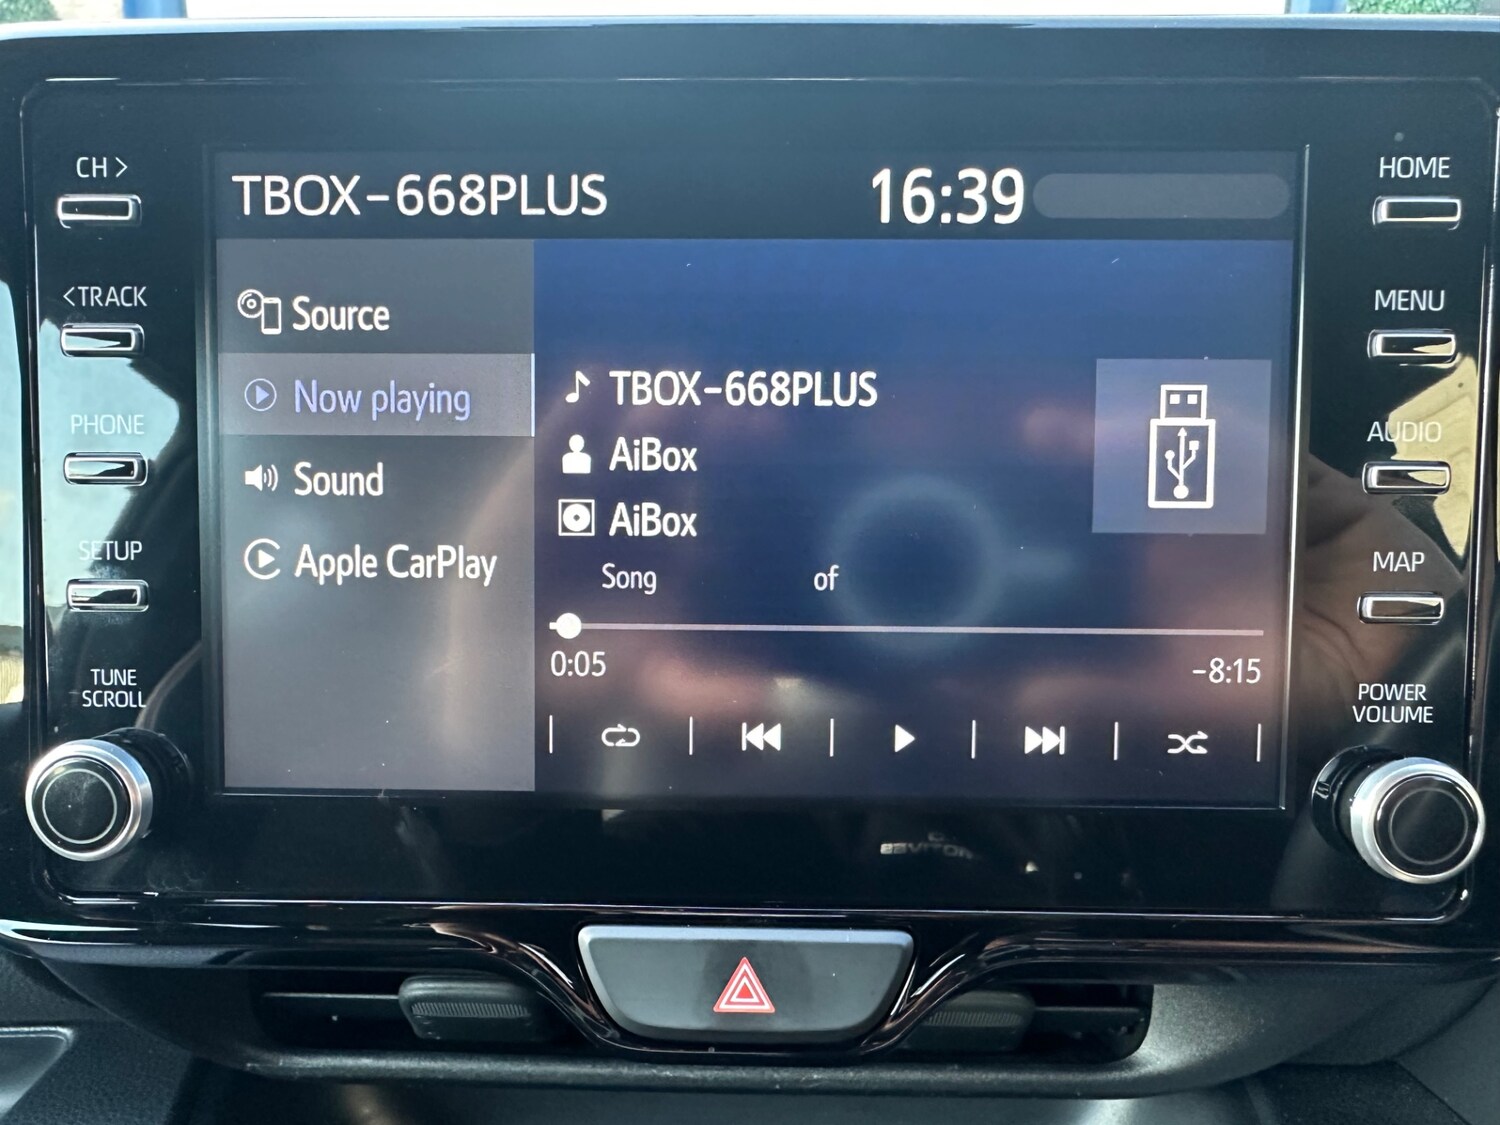 CH >
<TRACK
PHONE
SETUP
TUNE
SCROLL
TBOX-668PLUS
16:39
Source
Now playing
Sound
Apple CarPlay
TBOX-668PLUS
AiBox
AiBox
Song of
0:05
-8:15
HOME
MENU
AUDIO
MAP
POWER
VOLUME